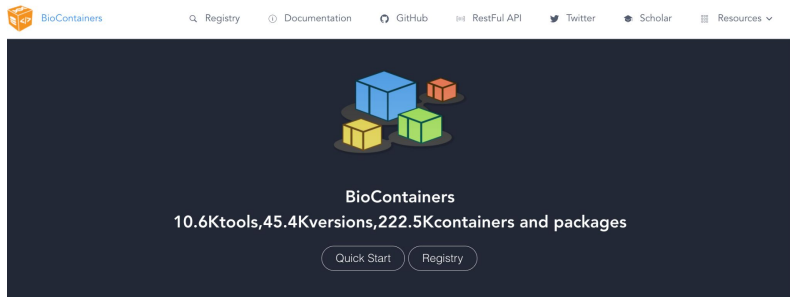 BioContainers Registry Documentation GitHub RestFul API Twitter Scholar Resources
BioContainers
10.6Ktools,45.4Kversions,222.5Kcontainers and packages
Quick Start Registry